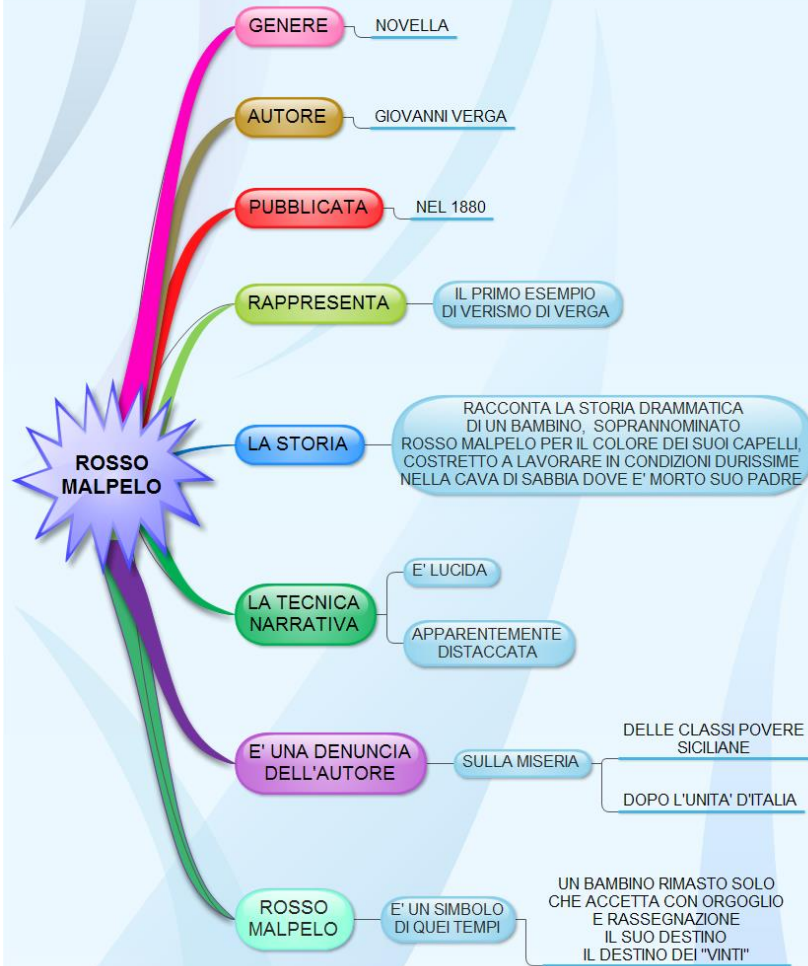 GENERE
NOVELLA
AUTORE
GIOVANNI VERGA
PUBBLICATA
NEL 1880
RAPPRESENTA
IL PRIMO ESEMPIO
DI VERISMO DI VERGA
ROSSO
MALPELO
LA STORIA
RACCONTA LA STORIA DRAMMATICA
DI UN BAMBINO, SOPRANNOMINATO
ROSSO MALPELO PER IL COLORE DEI SUOI CAPELLI,
COSTRETTO A LAVORARE IN CONDIZIONI DURISSIME
NELLA CAVA DI SABBIA DOVE E' MORTO SUO PADRE
LA TECNICA
NARRATIVA
E' LUCIDA
APPARENTEMENTE
DISTACCATA
E' UNA DENUNCIA
DELL'AUTORE
SULLA MISERIA
DELLE CLASSI POVERE
SICILIANE
DOPO L'UNITA' D'ITALIA
ROSSO
MALPELO
E' UN SIMBOLO
DI QUEI TEMPI
UN BAMBINO RIMASTO SOLO
CHE ACCETTA CON ORGOGLIO
E RASSEGNAZIONE
IL SUO DESTINO
IL DESTINO DEI "VINTI"